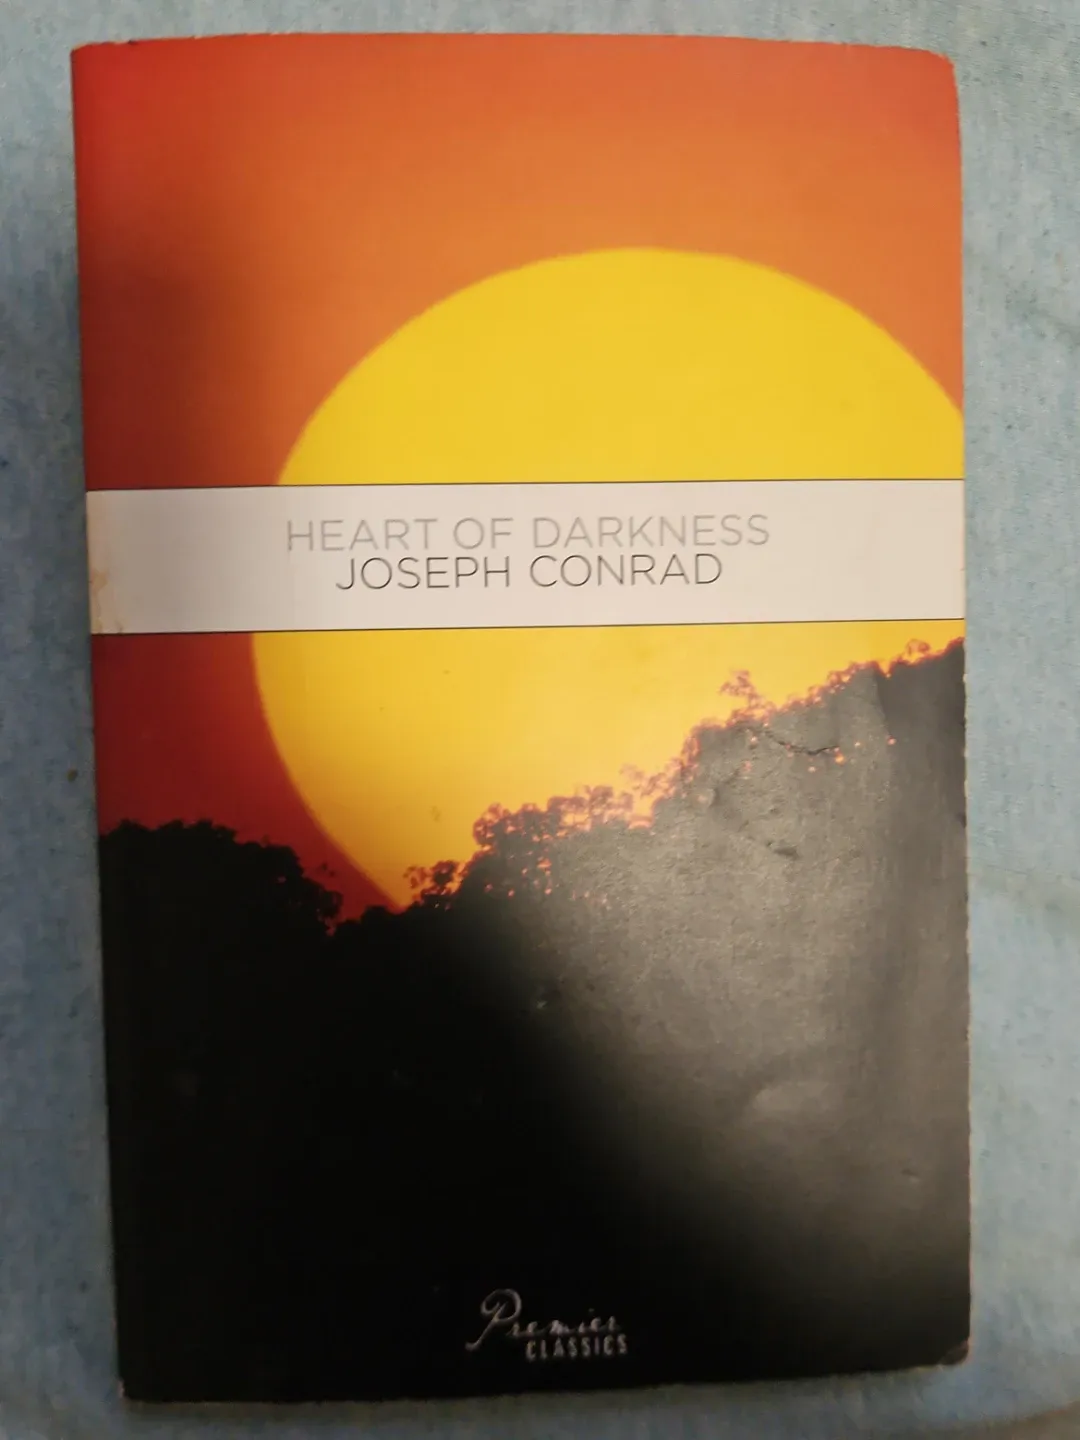 HEART OF DARKNESS
JOSEPH CONRAD
Premier
CLASSICS